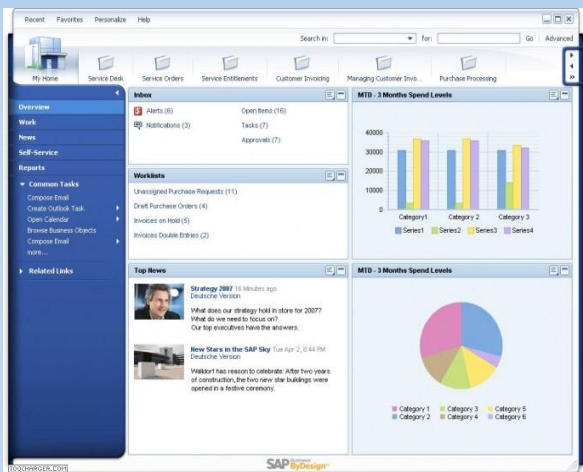 Recent Favorites Personalize Help
Search in: for: Go Advanced
My Home Service Desk Service Orders Service Entitlements Customer Invoicing Managing Customer Invo... Purchase Processing
Overview
Work
News
Self-Service
Reports
Common Tasks
Compose Email
Create Outlook Task
Open Calendar
Browse Business Objects
Compose Email
more...
Related Links
Inbox
Alerts (6) Open Items (16)
Notifications (3) Tasks (7)
Approvals (7)
Worklists
Unassigned Purchase Requests (11)
Draft Purchase Orders (4)
Invoices on Hold (5)
Invoices Double Entries (2)
Top News
Strategy 2007 16 Minutes ago
Deutsche Version
What does our strategy hold in store for 2007?
What do we need to focus on?
Our top executives have the answers.
New Stars in the SAP Sky Tue Apr 2, 8:44 PM
Deutsche Version
Walldorf has reason to celebrate: After two years
of construction, the two new star buildings were
opened in a festive ceremony.
MTB - 3 Months Spend Levels
40000
30000
20000
10000
0
Category1 Category 2 Category 3
Series1 Series2 Series3 Series4
MTB - 3 Months Spend Levels
Category 1 Category 3 Category 5
Category 2 Category 4 Category 6
SAP Business ByDesign
TOOCHARGER.COM